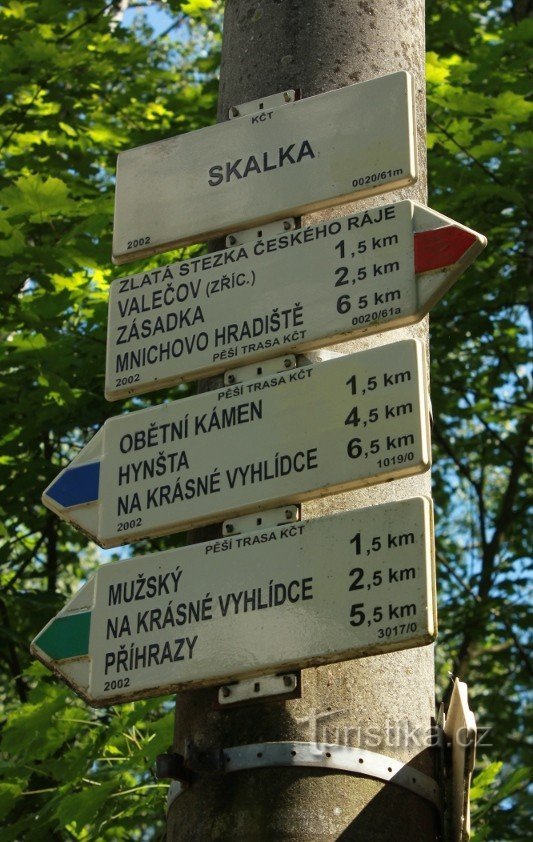 KČT
SKALKA
2002 0020/61m
ZLATÁ STEZKA ČESKÉHO RÁJE
VALEČOV (ZŘÍC.) 1,5 km
ZÁSADKA 2,5 km
MNICHOVO HRADIŠTĚ 6,5 km
2002 PĚŠÍ TRASA KČT 0020/61a
PĚŠÍ TRASA KČT
OBĚTNÍ KÁMEN 1,5 km
HYNŠTA 4,5 km
NA KRÁSNÉ VYHLÍDCE 6,5 km
2002 1019/0
PĚŠÍ TRASA KČT
MUŽSKÝ 1,5 km
NA KRÁSNÉ VYHLÍDCE 2,5 km
PŘÍHRAZY 5,5 km
2002 3017/0
Turistika.cz